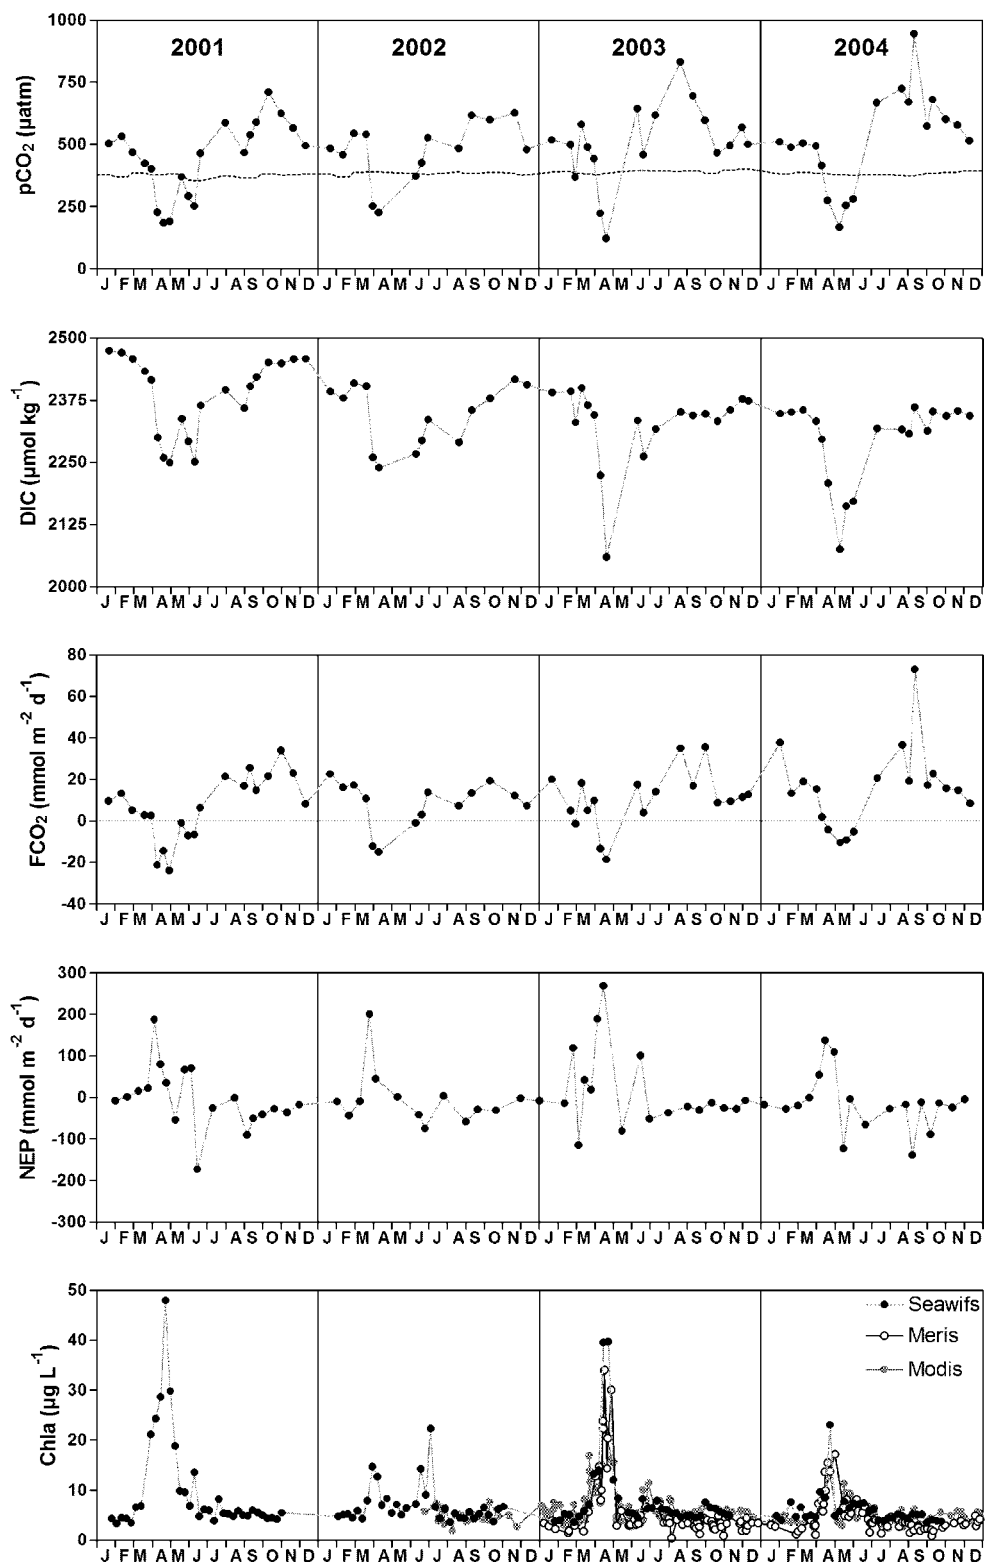 1000
2001 2002 2003 2004
750
500
250
0
pCO₂ (µatm)
J F M A M J J A S O N D J F M A M J J A S O N D J F M A M J J A S O N D J F M A M J J A S O N D
2500
2375
2250
2125
2000
DIC (µmol kg⁻¹)
J F M A M J J A S O N D J F M A M J J A S O N D J F M A M J J A S O N D J F M A M J J A S O N D
80
60
40
20
0
-20
-40
FCO₂ (mmol m⁻² d⁻¹)
J F M A M J J A S O N D J F M A M J J A S O N D J F M A M J J A S O N D J F M A M J J A S O N D
300
200
100
0
-100
-200
-300
NEP (mmol m⁻² d⁻¹)
J F M A M J J A S O N D J F M A M J J A S O N D J F M A M J J A S O N D J F M A M J J A S O N D
50
40
30
20
10
0
Chla (µg L⁻¹)
Seawifs
Meris
Modis
J F M A M J J A S O N D J F M A M J J A S O N D J F M A M J J A S O N D J F M A M J J A S O N D